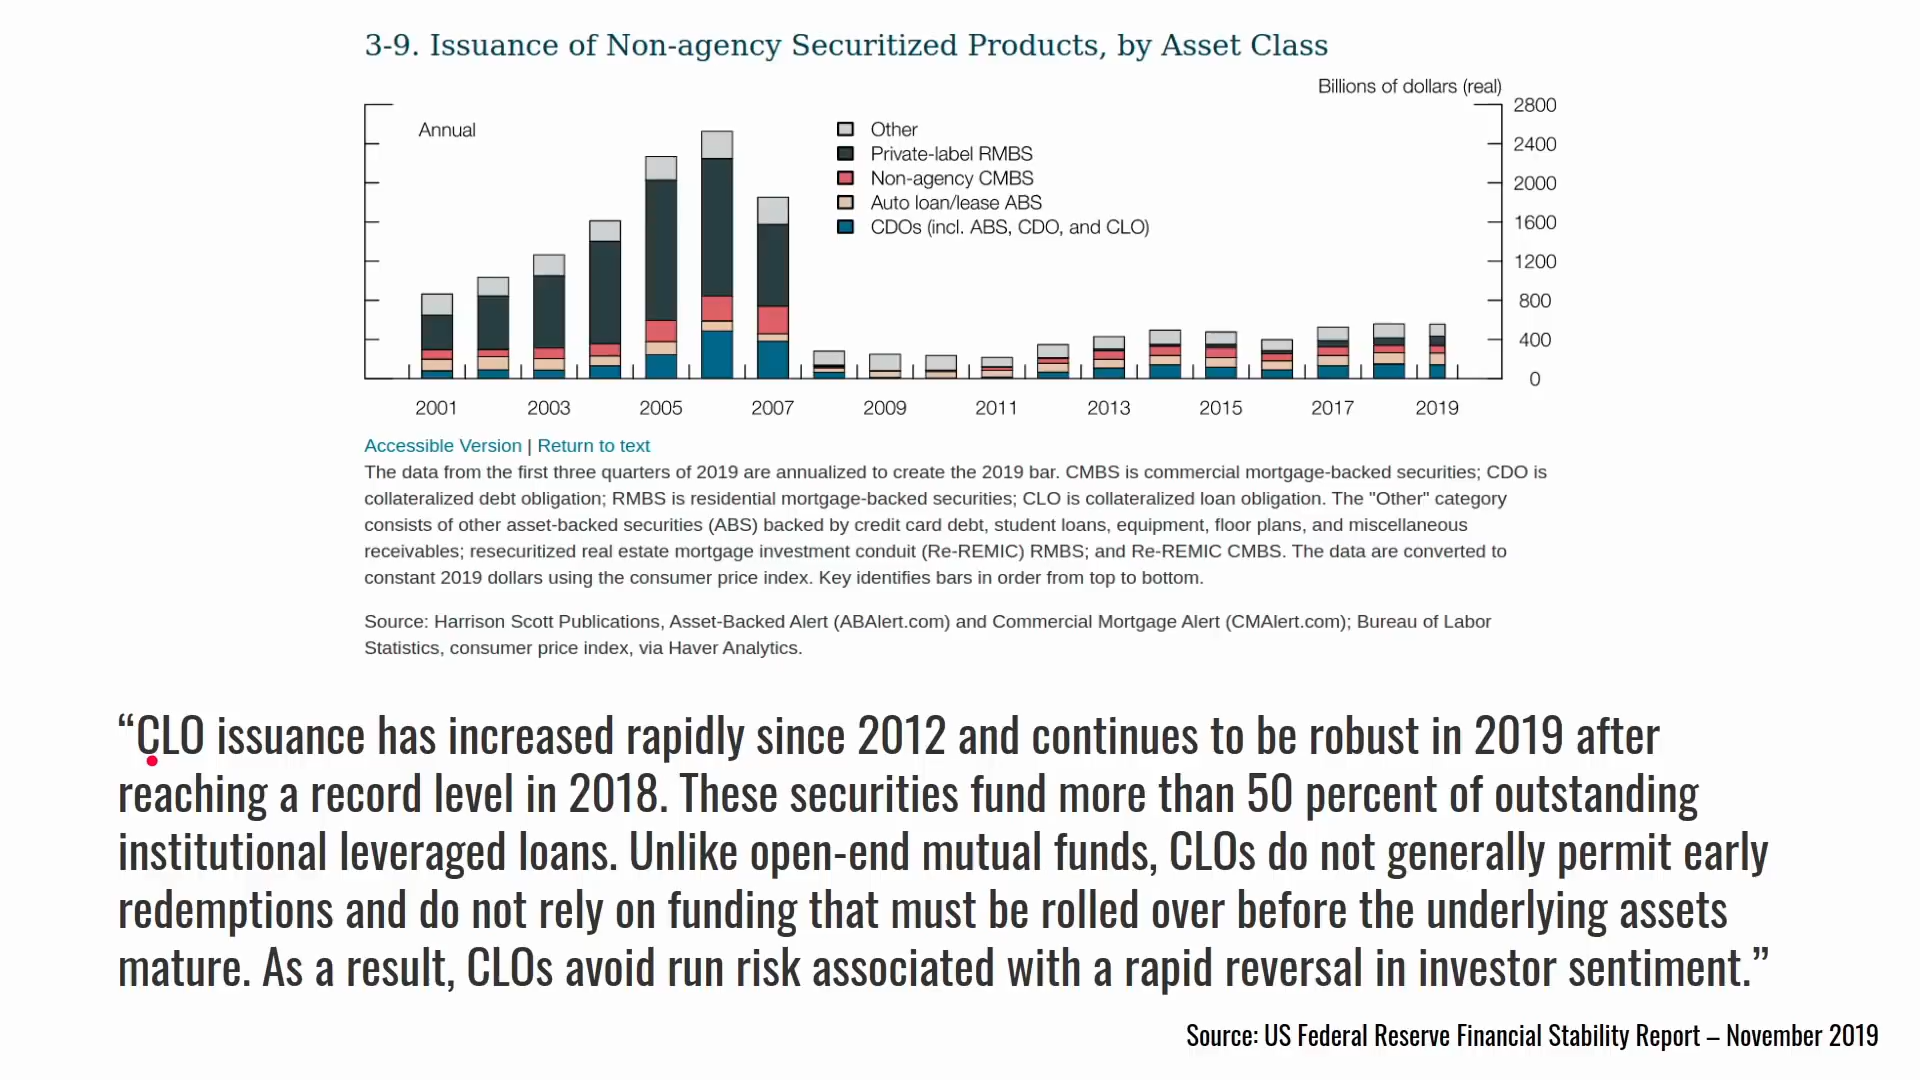 3-9. Issuance of Non-agency Securitized Products, by Asset Class
Billions of dollars (real)
Annual
Other
Private-label RMBS
Non-agency CMBS
Auto loan/lease ABS
CDOs (incl. ABS, CDO, and CLO)
2800
2400
2000
1600
1200
800
400
0
2001 2003 2005 2007 2009 2011 2013 2015 2017 2019
Accessible Version | Return to text
The data from the first three quarters of 2019 are annualized to create the 2019 bar. CMBS is commercial mortgage-backed securities; CDO is
collateralized debt obligation; RMBS is residential mortgage-backed securities; CLO is collateralized loan obligation. The "Other" category
consists of other asset-backed securities (ABS) backed by credit card debt, student loans, equipment, floor plans, and miscellaneous
receivables; resecuritized real estate mortgage investment conduit (Re-REMIC) RMBS; and Re-REMIC CMBS. The data are converted to
constant 2019 dollars using the consumer price index. Key identifies bars in order from top to bottom.
Source: Harrison Scott Publications, Asset-Backed Alert (ABAlert.com) and Commercial Mortgage Alert (CMAlert.com); Bureau of Labor
Statistics, consumer price index, via Haver Analytics.
“CLO issuance has increased rapidly since 2012 and continues to be robust in 2019 after
reaching a record level in 2018. These securities fund more than 50 percent of outstanding
institutional leveraged loans. Unlike open-end mutual funds, CLOs do not generally permit early
redemptions and do not rely on funding that must be rolled over before the underlying assets
mature. As a result, CLOs avoid run risk associated with a rapid reversal in investor sentiment.”
Source: US Federal Reserve Financial Stability Report – November 2019